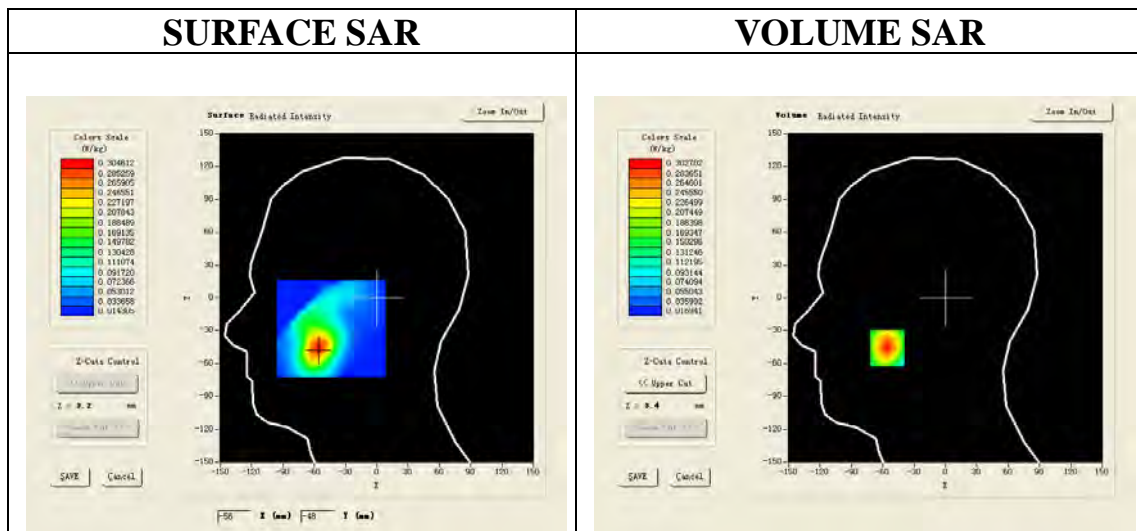 SURFACE SAR
VOLUME SAR
Surface Radiated Intensity
Zoom In/Out
Colors Scale
(W/kg)
0.304612
0.285259
0.265905
0.246551
0.227197
0.207843
0.188489
0.169135
0.149782
0.130428
0.111074
0.091720
0.072366
0.053012
0.033658
0.014305
Z-Cuts Control
<< Upper Cut
mm
SAVE
Cancel
150
120
90
60
30
0
-30
-60
-90
-120
-150
-150 -120 -90 -60 -30 0 30 60 90 120 150
-56 X (mm) -48 Y (mm)
Volume Radiated Intensity
Zoom In/Out
Colors Scale
(W/kg)
0.302702
0.283651
0.264601
0.245550
0.226499
0.207449
0.188398
0.169347
0.150296
0.131246
0.112195
0.093144
0.074094
0.055043
0.035992
0.016941
Z-Cuts Control
<< Upper Cut
mm
SAVE
Cancel
150
120
90
60
30
0
-30
-60
-90
-120
-150
-150 -120 -90 -60 -30 0 30 60 90 120 150